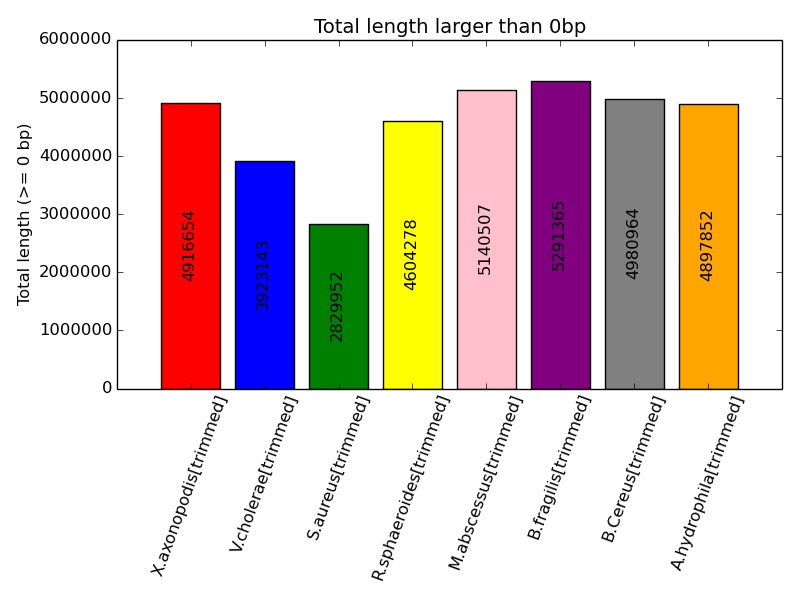 Total length larger than 0bp
Total length (>= 0 bp)
6000000
5000000
4000000
3000000
2000000
1000000
0
4916654
3923143
2829952
4604278
5140507
5291365
4980964
4897852
X.axonopodis[trimmed]
V.cholerae[trimmed]
S.aureus[trimmed]
R.sphaeroides[trimmed]
M.abscessus[trimmed]
B.fragilis[trimmed]
B.Cereus[trimmed]
A.hydrophila[trimmed]